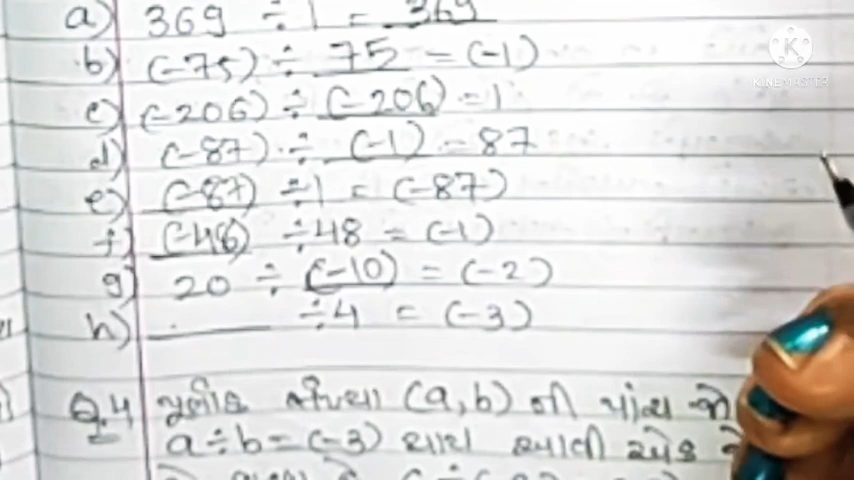 a) 369 ÷ 1 = 369
b) (-75) ÷ 75 = (-1)
c) (-206) ÷ (-206) = 1
d) (-87) ÷ (-1) = 87
e) (-87) ÷ 1 = (-87)
f) (-48) ÷ 48 = (-1)
g) 20 ÷ (-10) = (-2)
h) ______ ÷ 4 = (-3)
Q.4 પૂર્ણાંક (a, b) ની પાંચ
a ÷ b = (-3)
KINEMASTER